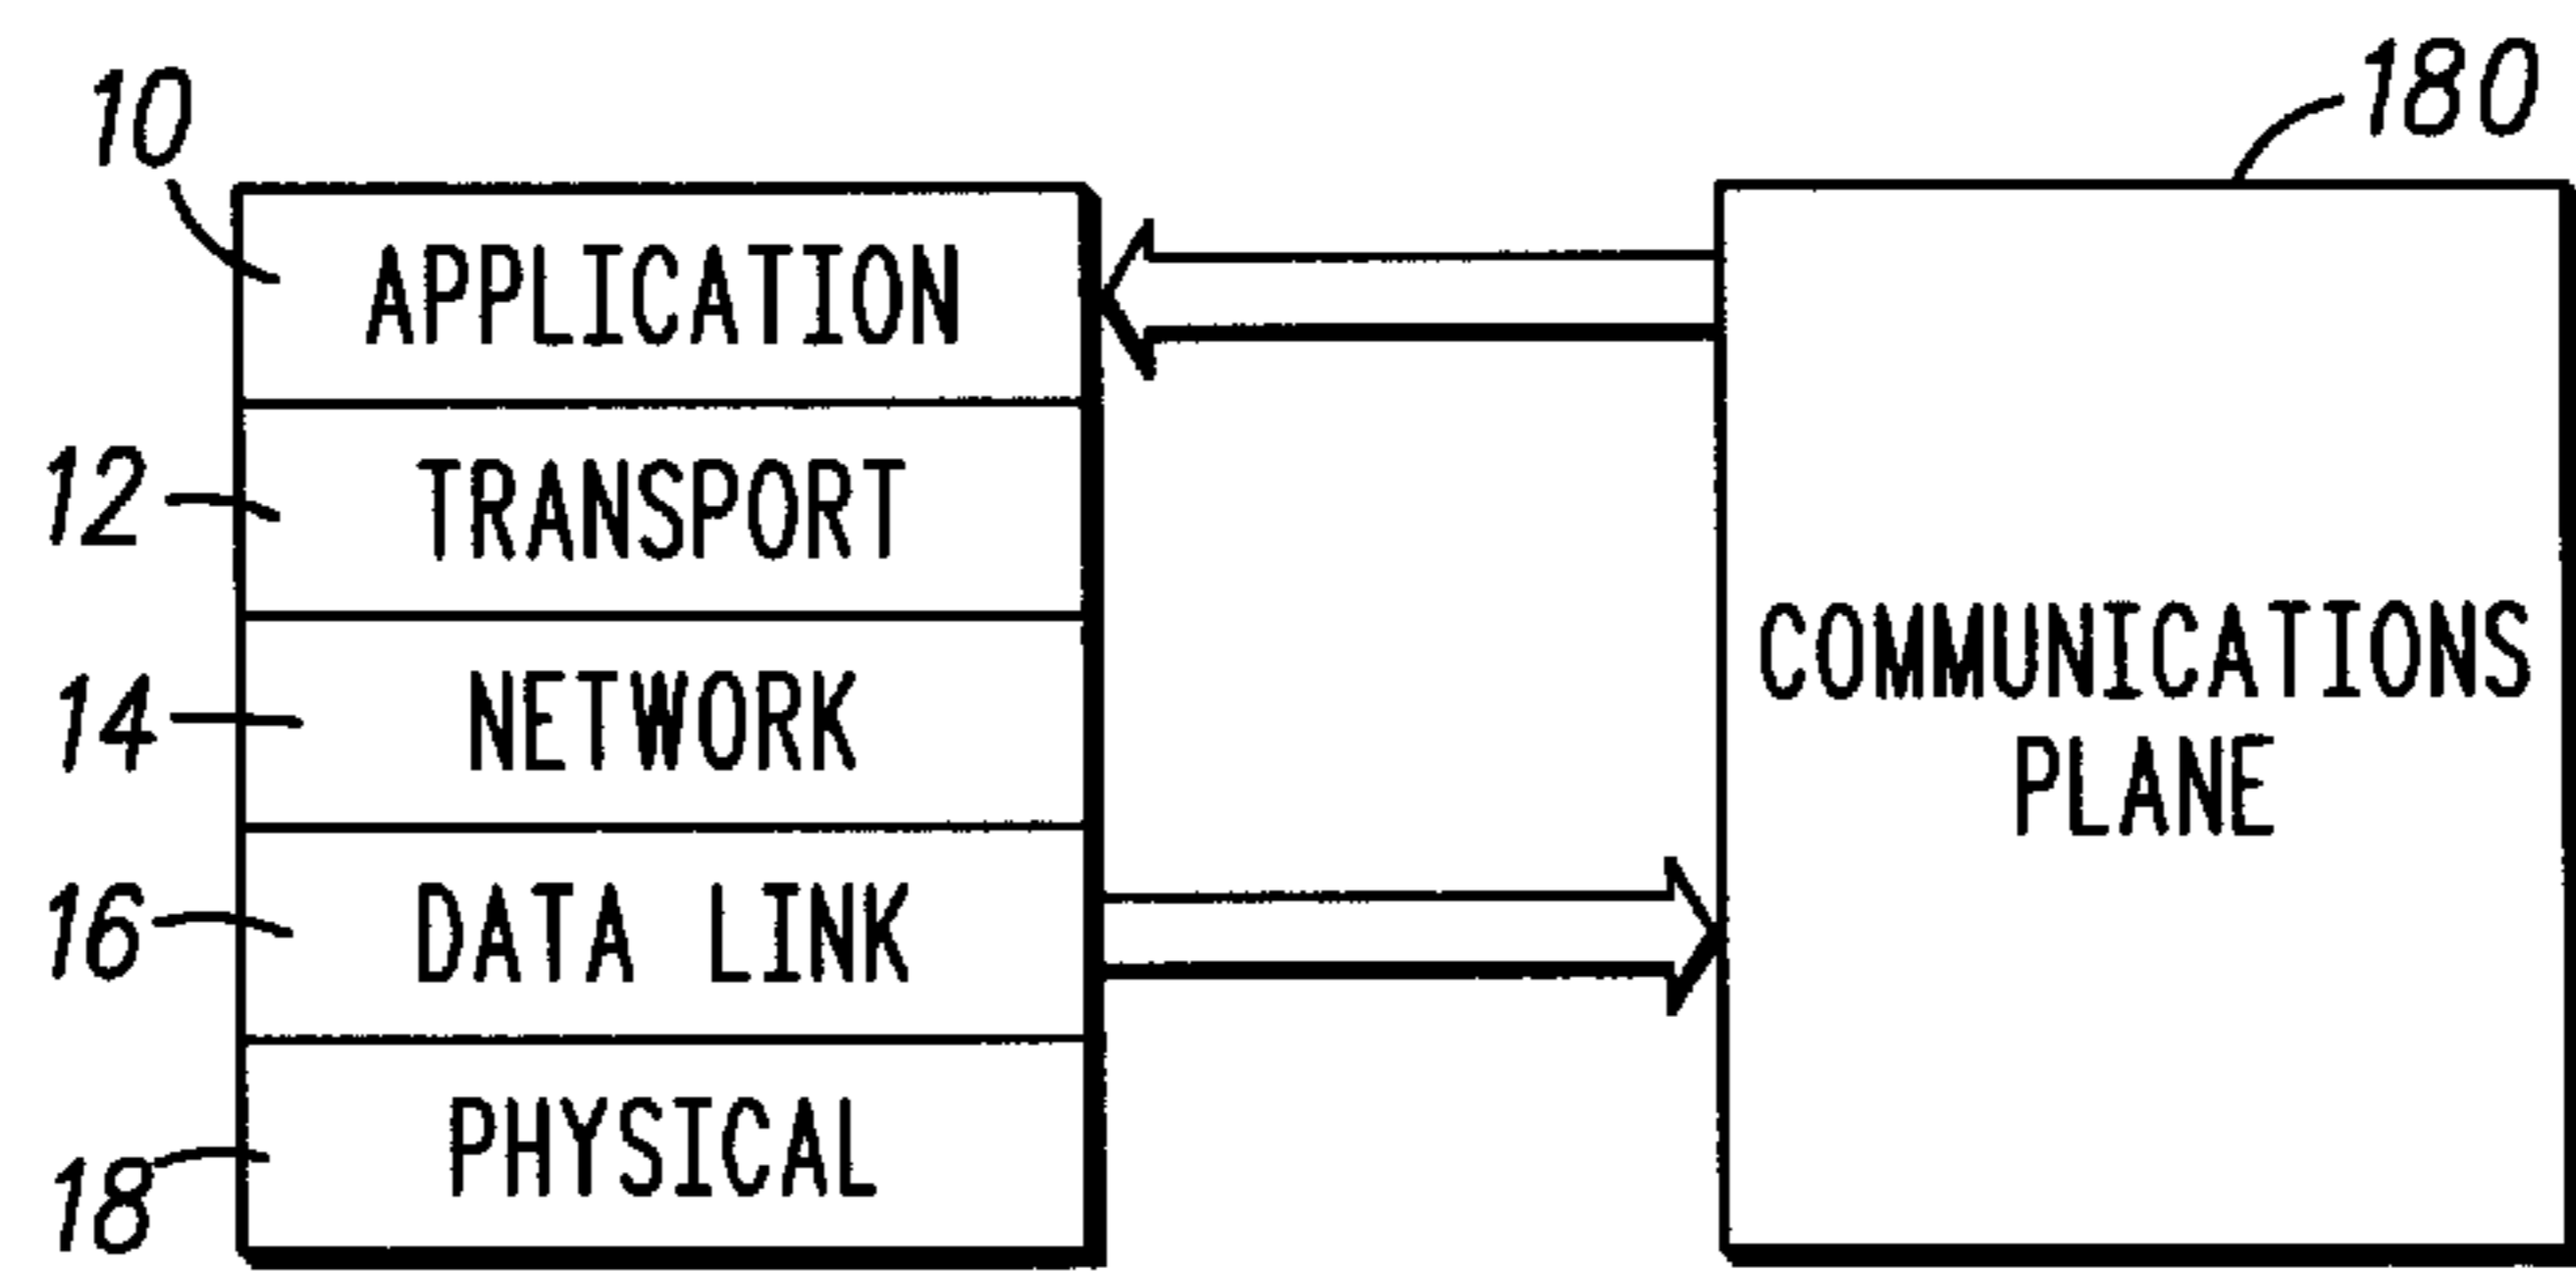 10
180
APPLICATION
12
TRANSPORT
14
NETWORK
COMMUNICATIONS
PLANE
16
DATA LINK
18
PHYSICAL